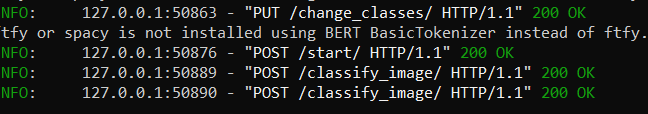 NFO:     127.0.0.1:50863 - "PUT /change_classes/ HTTP/1.1" 200 OK
tfy or spacy is not installed using BERT BasicTokenizer instead of ftfy.
NFO:     127.0.0.1:50876 - "POST /start/ HTTP/1.1" 200 OK
NFO:     127.0.0.1:50889 - "POST /classify_image/ HTTP/1.1" 200 OK
NFO:     127.0.0.1:50890 - "POST /classify_image/ HTTP/1.1" 200 OK